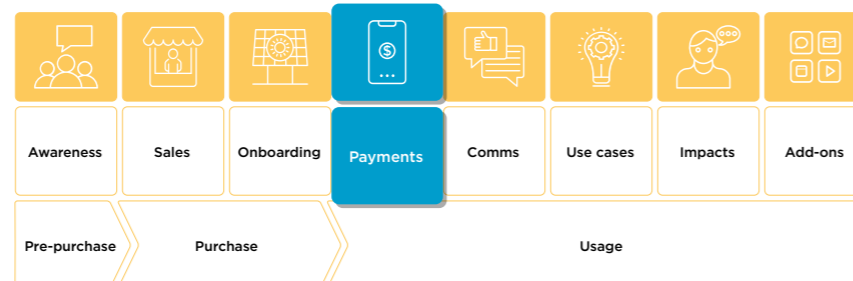 $
Awareness
Sales
Onboarding
Payments
Comms
Use cases
Impacts
Add-ons
Pre-purchase
Purchase
Usage